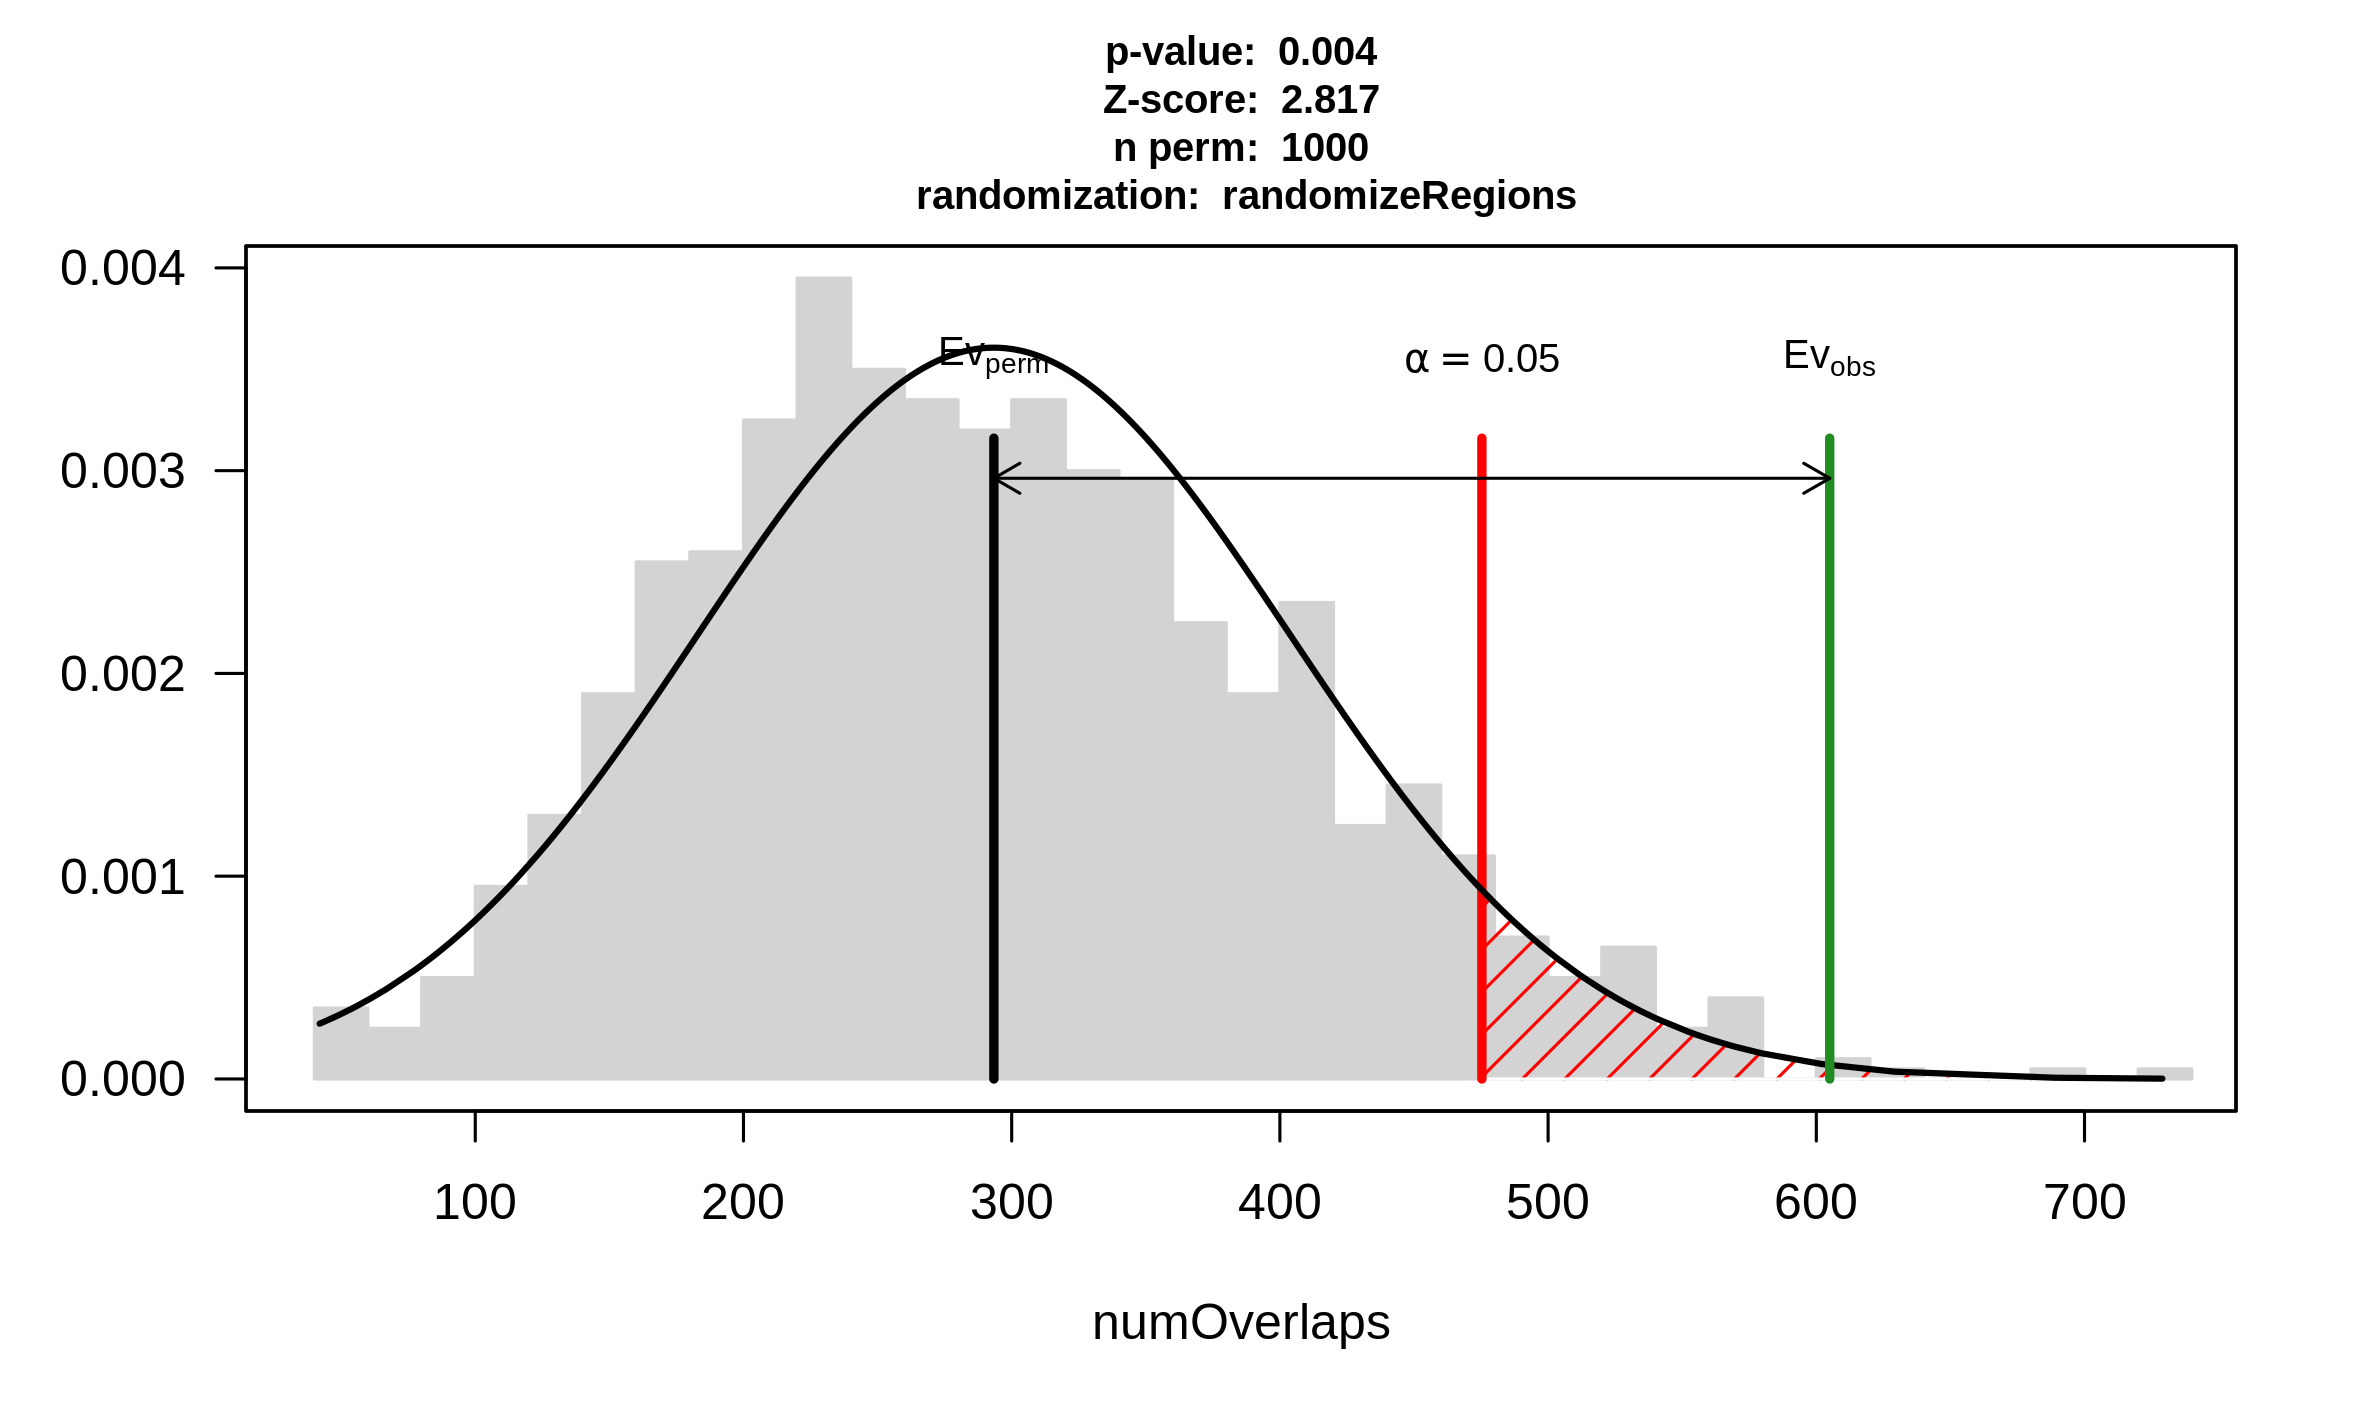 p-value: 0.004
Z-score: 2.817
n perm: 1000
randomization: randomizeRegions
0.004
0.003
0.002
0.001
0.000
Evperm
α = 0.05
Evobs
100 200 300 400 500 600 700
numOverlaps